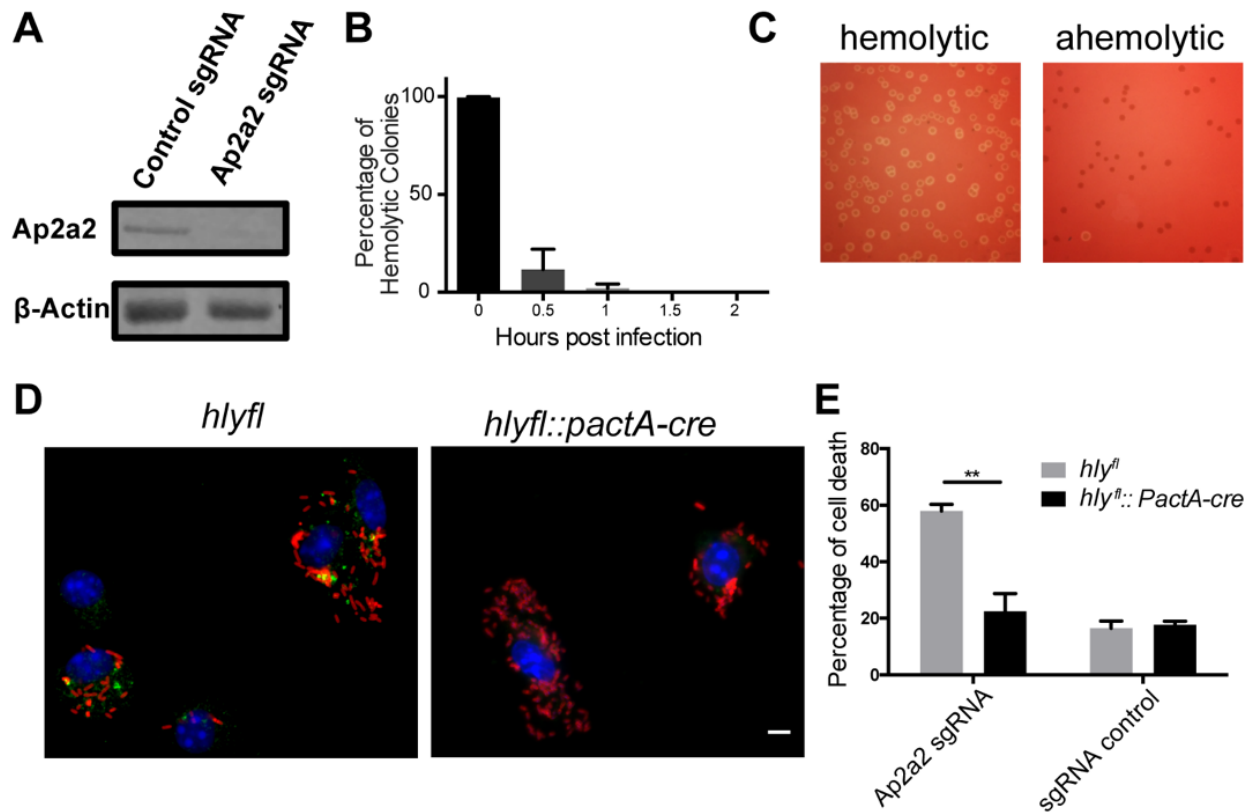 A
Control sgRNA
Ap2a2 sgRNA
Ap2a2
β-Actin
B
Percentage of
Hemolytic Colonies
100
50
0
0 0.5 1 1.5 2
Hours post infection
C
hemolytic ahemolytic
D
hlyfl
hlyfl::pactA-cre
E
Percentage of cell death
80
60
40
20
0
**
hlyfl
hlyfl:: PactA-cre
Ap2a2 sgRNA
sgRNA control